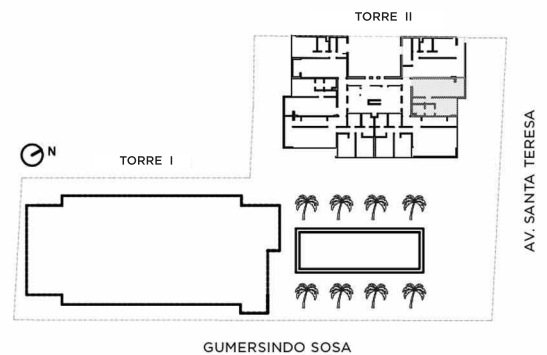 TORRE II
N
TORRE I
AV. SANTA TERESA
GUMERSINDO SOSA